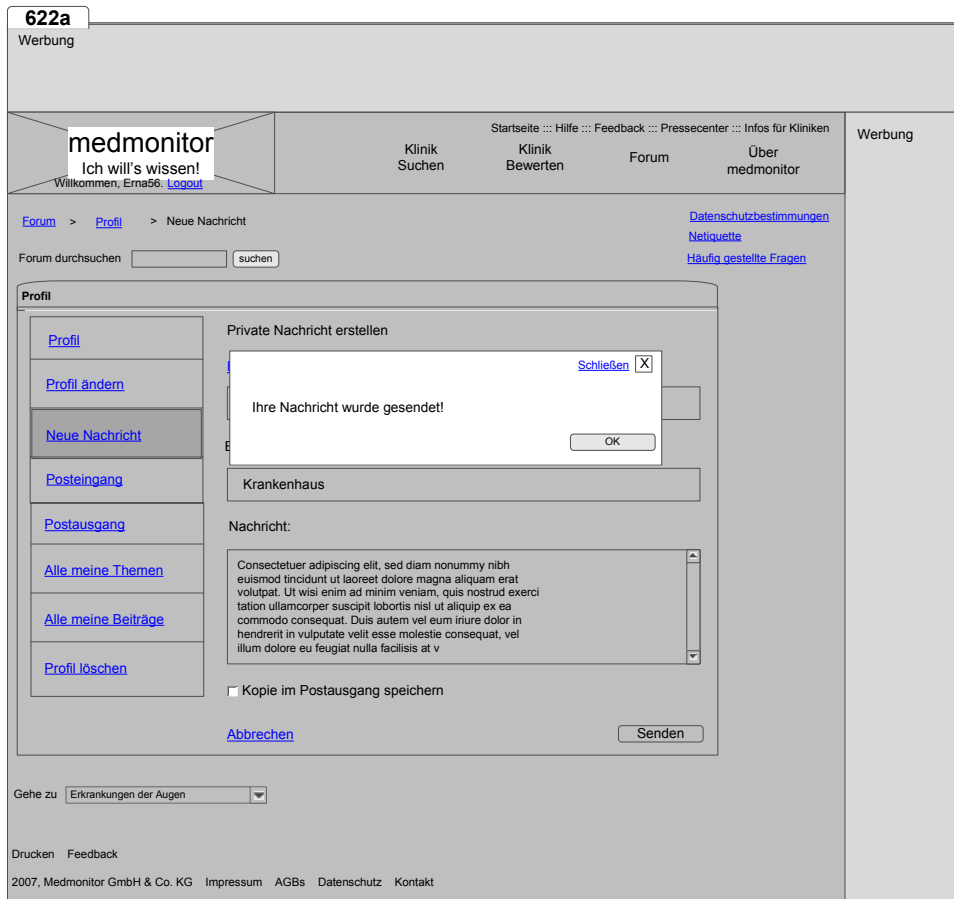 622a
Werbung
medmonitor
Ich will's wissen!
Willkommen, Erna56. Logout
Startseite ::: Hilfe ::: Feedback ::: Pressecenter ::: Infos für Kliniken
Klinik Suchen
Klinik Bewerten
Forum
Über medmonitor
Werbung
Forum > Profil > Neue Nachricht
Datenschutzbestimmungen
Netiquette
Forum durchsuchen suchen
Häufig gestellte Fragen
Profil
Profil
Profil ändern
Neue Nachricht
Posteingang
Postausgang
Alle meine Themen
Alle meine Beiträge
Profil löschen
Private Nachricht erstellen
Schließen X
Ihre Nachricht wurde gesendet!
OK
Krankenhaus
Nachricht:
Consectetuer adipiscing elit, sed diam nonummy nibh
euismod tincidunt ut laoreet dolore magna aliquam erat
volutpat. Ut wisi enim ad minim veniam, quis nostrud exerci
tation ullamcorper suscipit lobortis nisl ut aliquip ex ea
commodo consequat. Duis autem vel eum iriure dolor in
hendrerit in vulputate velit esse molestie consequat, vel
illum dolore eu feugiat nulla facilisis at v
Kopie im Postausgang speichern
Abbrechen Senden
Gehe zu Erkrankungen der Augen
Drucken Feedback
2007, Medmonitor GmbH & Co. KG Impressum AGBs Datenschutz Kontakt